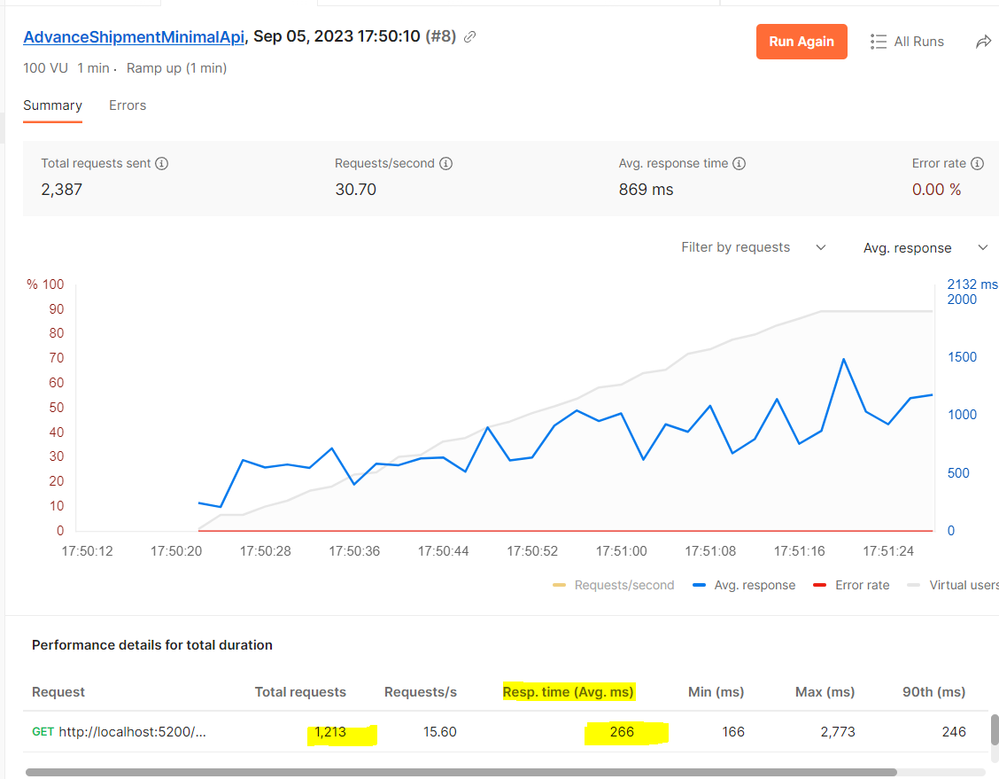 AdvanceShipmentMinimalApi, Sep 05, 2023 17:50:10 (#8)
Run Again
All Runs
100 VU 1 min · Ramp up (1 min)
Summary Errors
Total requests sent Requests/second Avg. response time Error rate
2,387 30.70 869 ms 0.00 %
Filter by requests Avg. response
% 100
90
80
70
60
50
40
30
20
10
0
2132 ms
2000
1500
1000
500
0
17:50:12 17:50:20 17:50:28 17:50:36 17:50:44 17:50:52 17:51:00 17:51:08 17:51:16 17:51:24
Requests/second Avg. response Error rate Virtual users
Performance details for total duration
Request Total requests Requests/s Resp. time (Avg. ms) Min (ms) Max (ms) 90th (ms)
GET http://localhost:5200/... 1,213 15.60 266 166 2,773 246